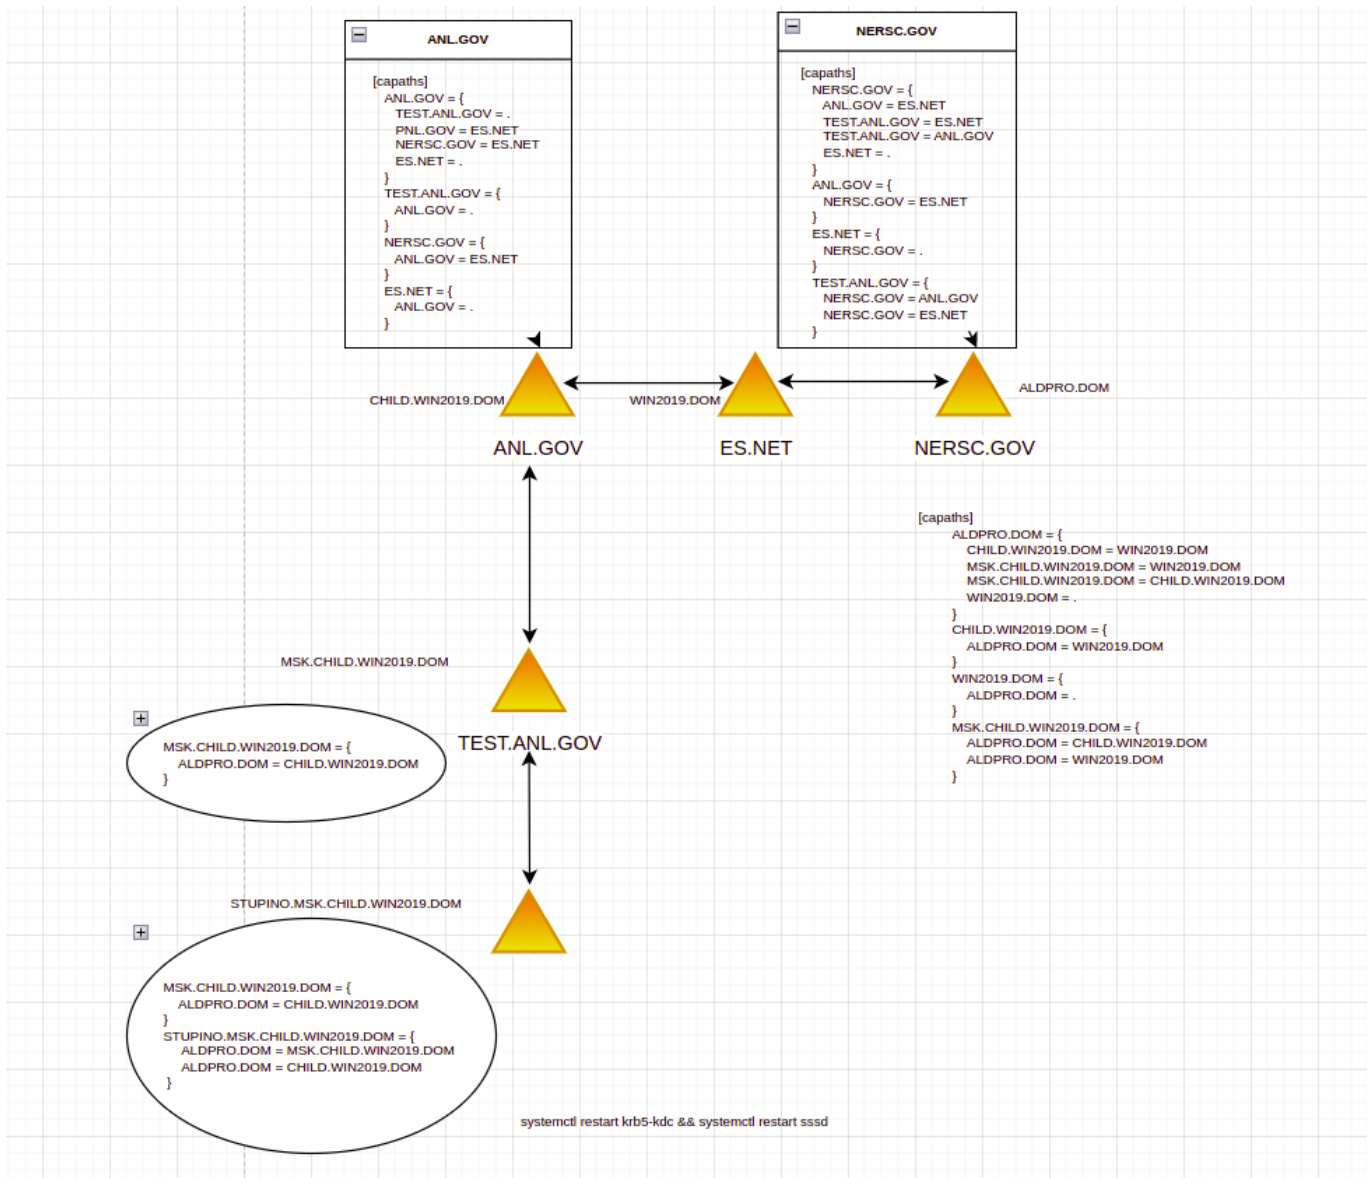 ANL.GOV
[capaths]
ANL.GOV = {
TEST.ANL.GOV = .
PNL.GOV = ES.NET
NERSC.GOV = ES.NET
ES.NET = .
}
TEST.ANL.GOV = {
ANL.GOV = .
}
NERSC.GOV = {
ANL.GOV = ES.NET
}
ES.NET = {
ANL.GOV = .
}
NERSC.GOV
[capaths]
NERSC.GOV = {
ANL.GOV = ES.NET
TEST.ANL.GOV = ES.NET
TEST.ANL.GOV = ANL.GOV
ES.NET = .
}
ANL.GOV = {
NERSC.GOV = ES.NET
}
ES.NET = {
NERSC.GOV = .
}
TEST.ANL.GOV = {
NERSC.GOV = ANL.GOV
NERSC.GOV = ES.NET
}
CHILD.WIN2019.DOM
WIN2019.DOM
ALDPRO.DOM
ANL.GOV
ES.NET
NERSC.GOV
[capaths]
ALDPRO.DOM = {
CHILD.WIN2019.DOM = WIN2019.DOM
MSK.CHILD.WIN2019.DOM = WIN2019.DOM
MSK.CHILD.WIN2019.DOM = CHILD.WIN2019.DOM
WIN2019.DOM = .
}
CHILD.WIN2019.DOM = {
ALDPRO.DOM = WIN2019.DOM
}
WIN2019.DOM = {
ALDPRO.DOM = .
}
MSK.CHILD.WIN2019.DOM = {
ALDPRO.DOM = CHILD.WIN2019.DOM
ALDPRO.DOM = WIN2019.DOM
}
MSK.CHILD.WIN2019.DOM
TEST.ANL.GOV
MSK.CHILD.WIN2019.DOM = {
ALDPRO.DOM = CHILD.WIN2019.DOM
}
STUPINO.MSK.CHILD.WIN2019.DOM
MSK.CHILD.WIN2019.DOM = {
ALDPRO.DOM = CHILD.WIN2019.DOM
}
STUPINO.MSK.CHILD.WIN2019.DOM = {
ALDPRO.DOM = MSK.CHILD.WIN2019.DOM
ALDPRO.DOM = CHILD.WIN2019.DOM
}
systemctl restart krb5-kdc && systemctl restart sssd